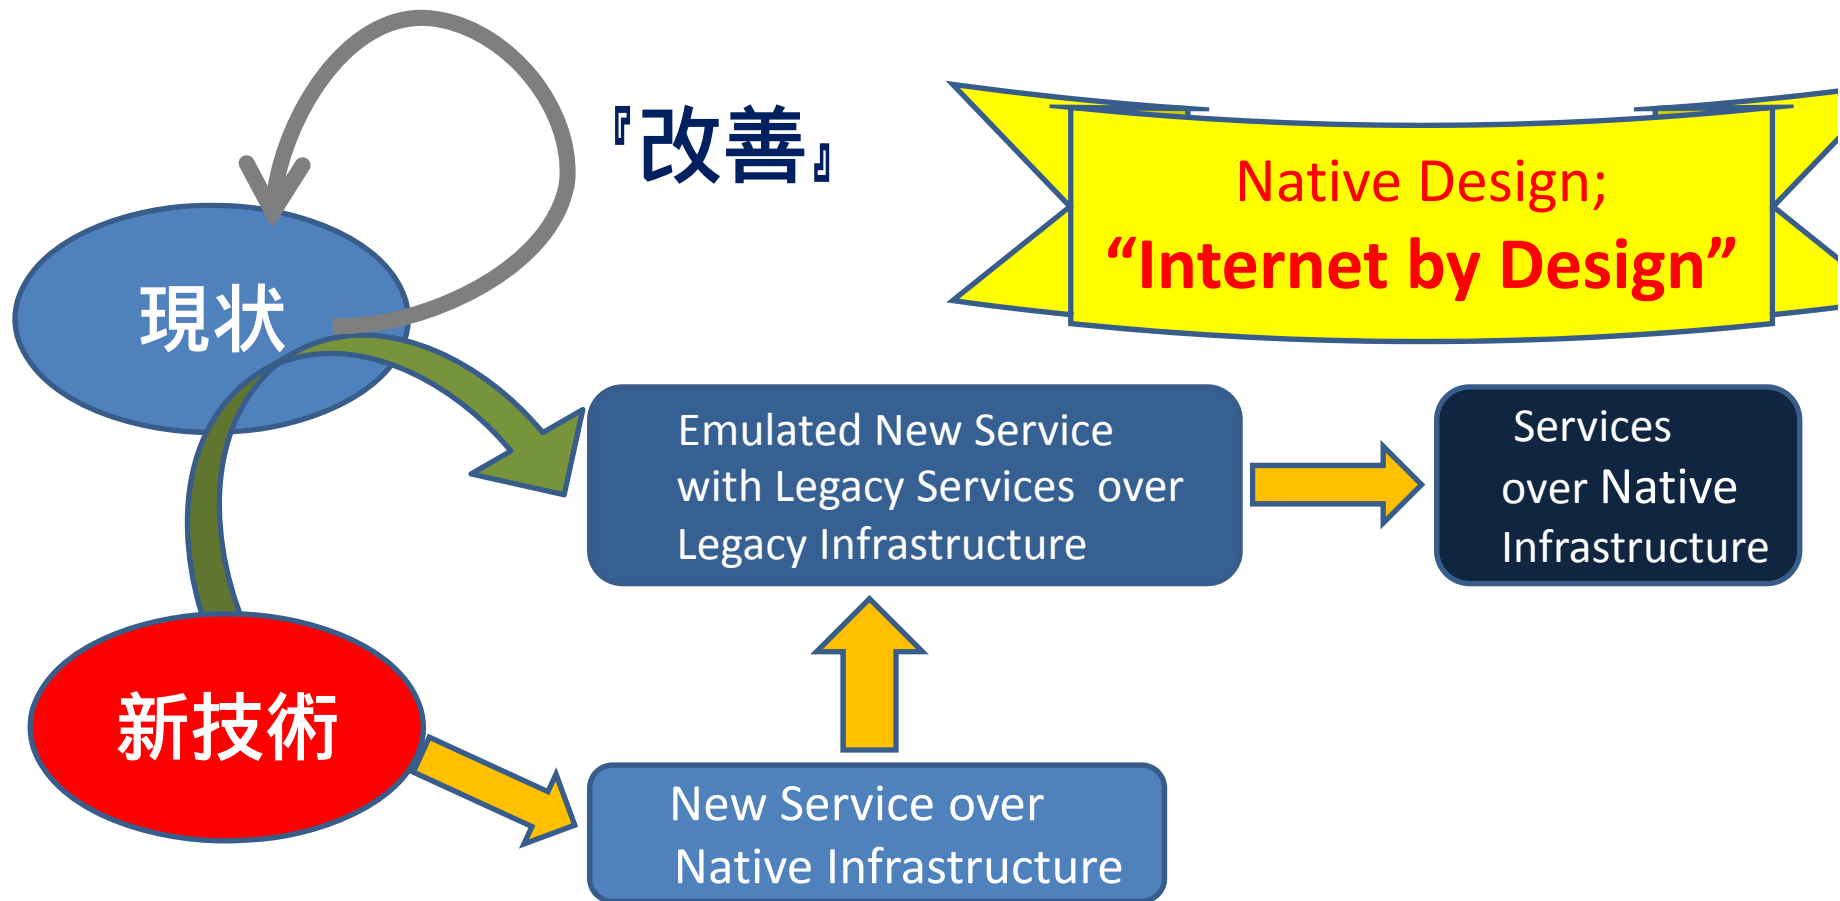 『改善』
Native Design;
“Internet by Design”
現状
Emulated New Service
with Legacy Services over
Legacy Infrastructure
Services
over Native
Infrastructure
新技術
New Service over
Native Infrastructure